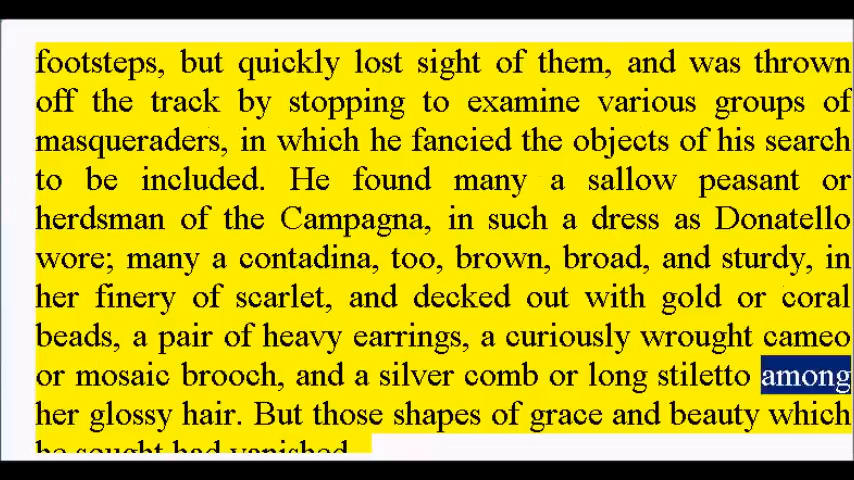 footsteps, but quickly lost sight of them, and was thrown
off the track by stopping to examine various groups of
masqueraders, in which he fancied the objects of his search
to be included. He found many a sallow peasant or
herdsman of the Campagna, in such a dress as Donatello
wore; many a contadina, too, brown, broad, and sturdy, in
her finery of scarlet, and decked out with gold or coral
beads, a pair of heavy earrings, a curiously wrought cameo
or mosaic brooch, and a silver comb or long stiletto among
her glossy hair. But those shapes of grace and beauty which
he sought had vanished.